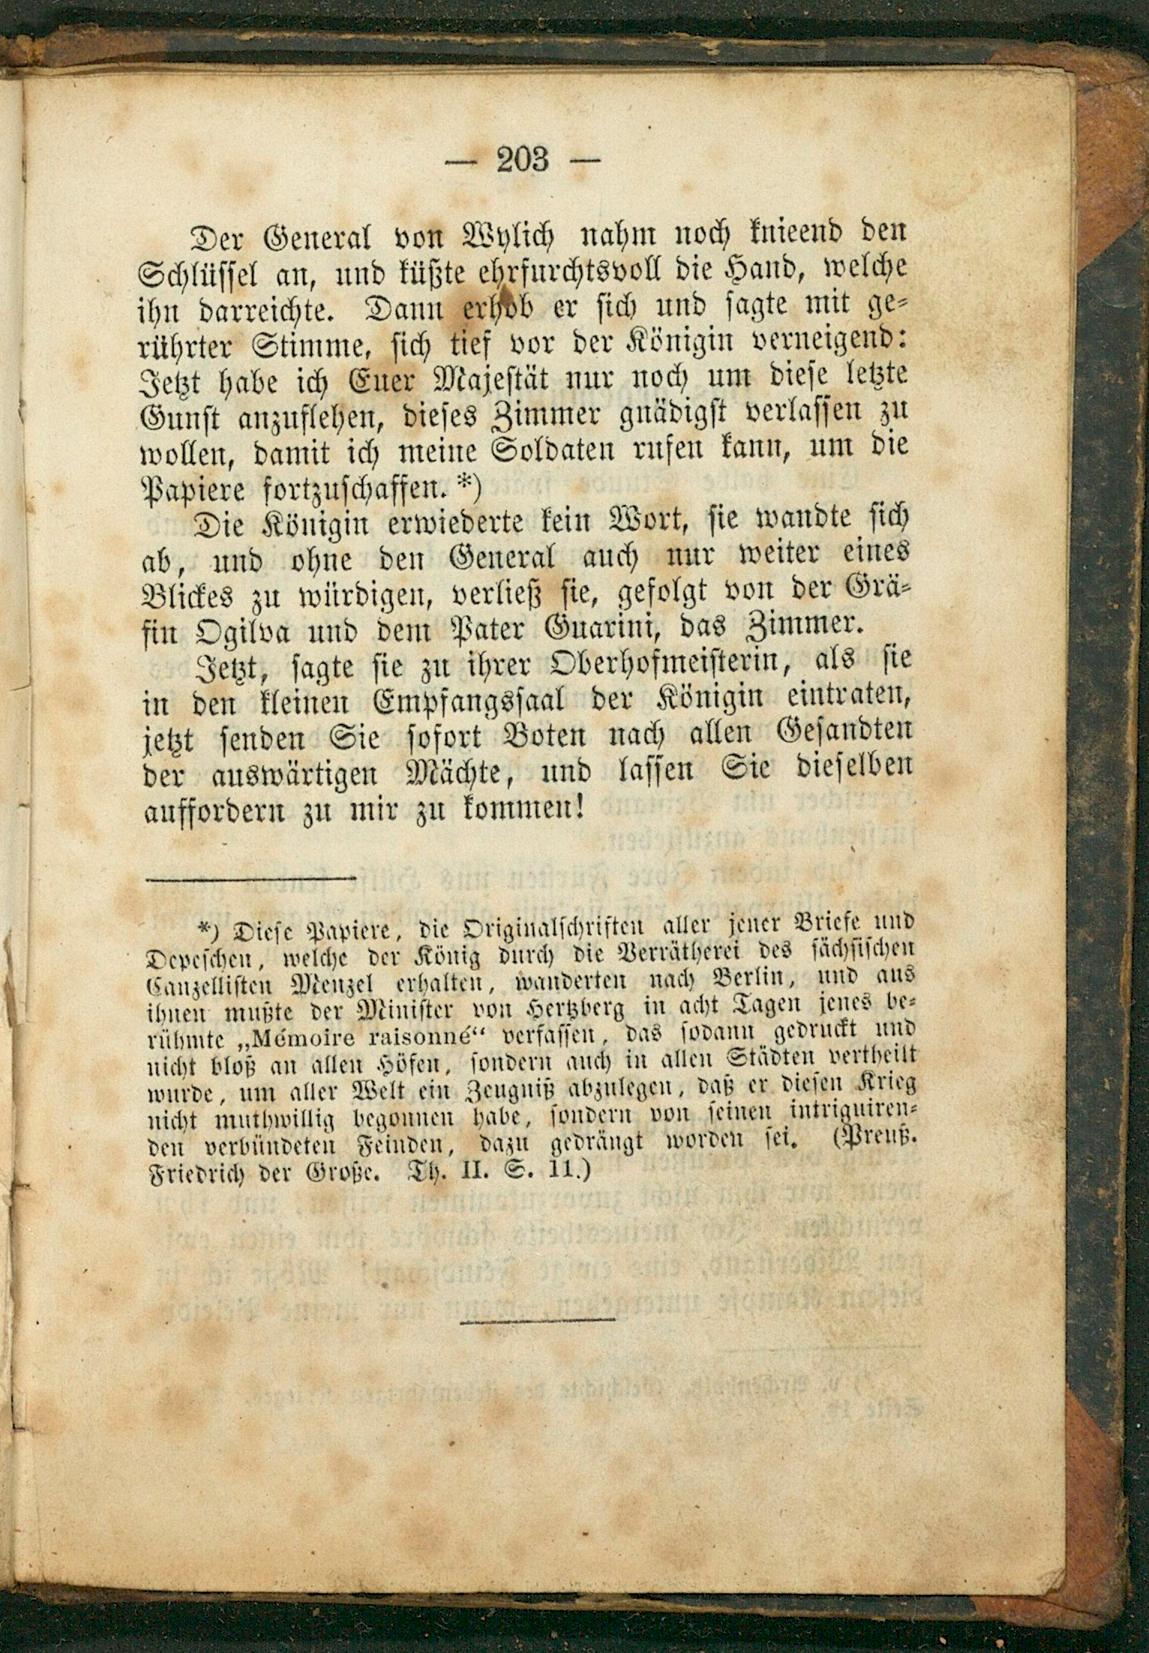 — 203 —
Der General von Wylich nahm noch knieend den
Schlüssel an, und küßte ehrfurchtsvoll die Hand, welche
ihn darreichte. Dann erhob er sich und sagte mit ge-
rührter Stimme, sich tief vor der Königin verneigend:
Jetzt habe ich Euer Majestät nur noch um diese letzte
Gunst anzuflehen, dieses Zimmer gnädigst verlassen zu
wollen, damit ich meine Soldaten rufen kann, um die
Papiere fortzuschaffen. *)
Die Königin erwiederte kein Wort, sie wandte sich
ab, und ohne den General auch nur weiter eines
Blickes zu würdigen, verließ sie, gefolgt von der Grä-
fin Ogilva und dem Pater Guarini, das Zimmer.
Jetzt, sagte sie zu ihrer Oberhofmeisterin, als sie
in den kleinen Empfangssaal der Königin eintraten,
jetzt senden Sie sofort Boten nach allen Gesandten
der auswärtigen Mächte, und lassen Sie dieselben
auffordern zu mir zu kommen!
*) Diese Papiere, die Originalschriften aller jener Briefe und
Depeschen, welche der König durch die Verrätherei des sächsischen
Canzellisten Menzel erhalten, wanderten nach Berlin, und aus
ihnen mußte der Minister von Hertzberg in acht Tagen jenes be-
rühmte „Mémoire raisonné“ verfassen, das sodann gedruckt und
nicht bloß an allen Höfen, sondern auch in allen Städten vertheilt
wurde, um aller Welt ein Zeugniß abzulegen, daß er diesen Krieg
nicht muthwillig begonnen habe, sondern von seinen intriguiren-
den verbündeten Feinden, dazu gedrängt worden sei. (Preuß.
Friedrich der Große. Th. II. S. 11.)